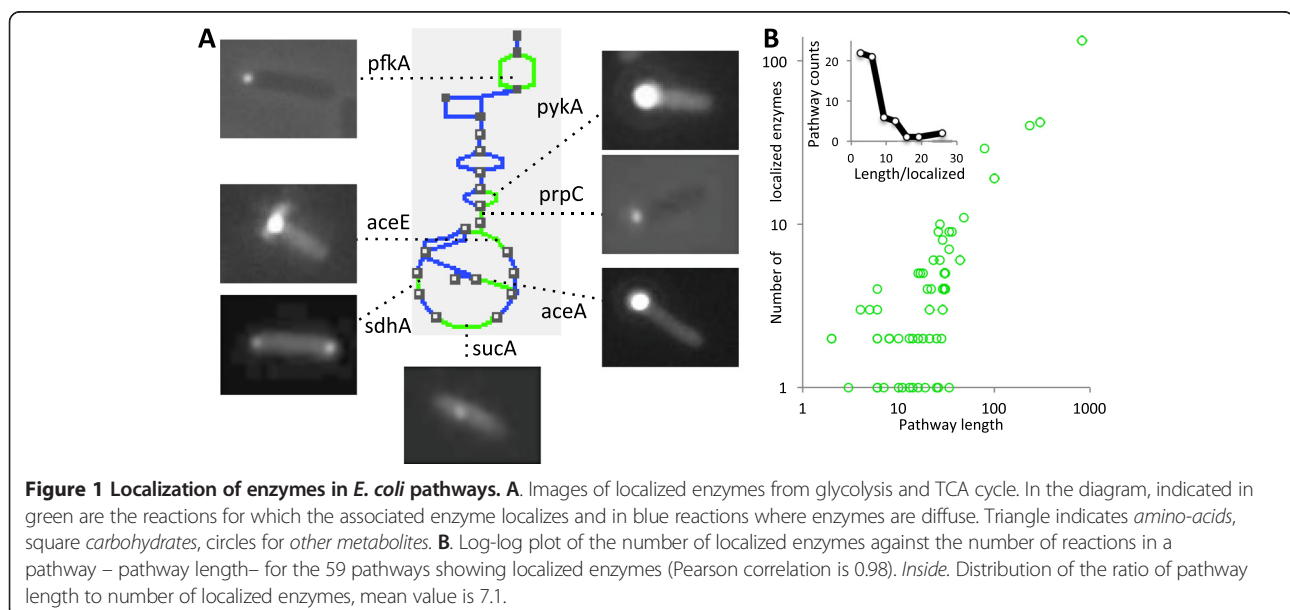 A
pfkA
aceE
sdhA
sucA
pykA
prpC
aceA
B
Number of localized enzymes
100
10
1
1
10
100
1000
Pathway length
Pathway counts
20
10
0
0
10
20
30
Length/localized
Figure 1 Localization of enzymes in E. coli pathways. A. Images of localized enzymes from glycolysis and TCA cycle. In the diagram, indicated in
green are the reactions for which the associated enzyme localizes and in blue reactions where enzymes are diffuse. Triangle indicates amino-acids,
square carbohydrates, circles for other metabolites. B. Log-log plot of the number of localized enzymes against the number of reactions in a
pathway – pathway length– for the 59 pathways showing localized enzymes (Pearson correlation is 0.98). Inside. Distribution of the ratio of pathway
length to number of localized enzymes, mean value is 7.1.